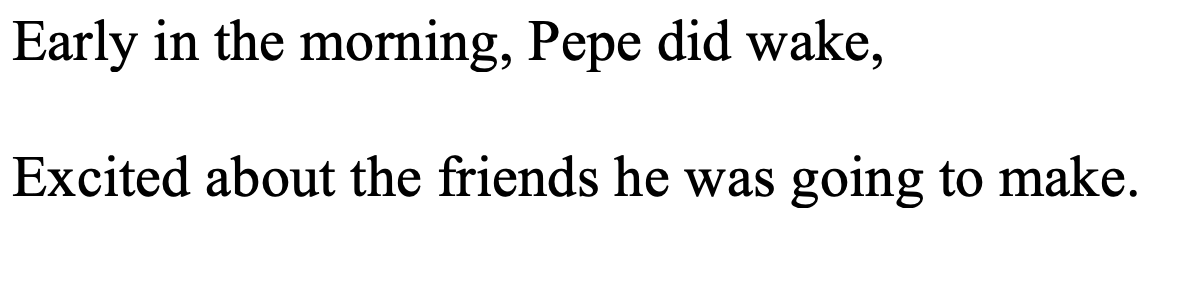 Early in the morning, Pepe did wake,
Excited about the friends he was going to make.